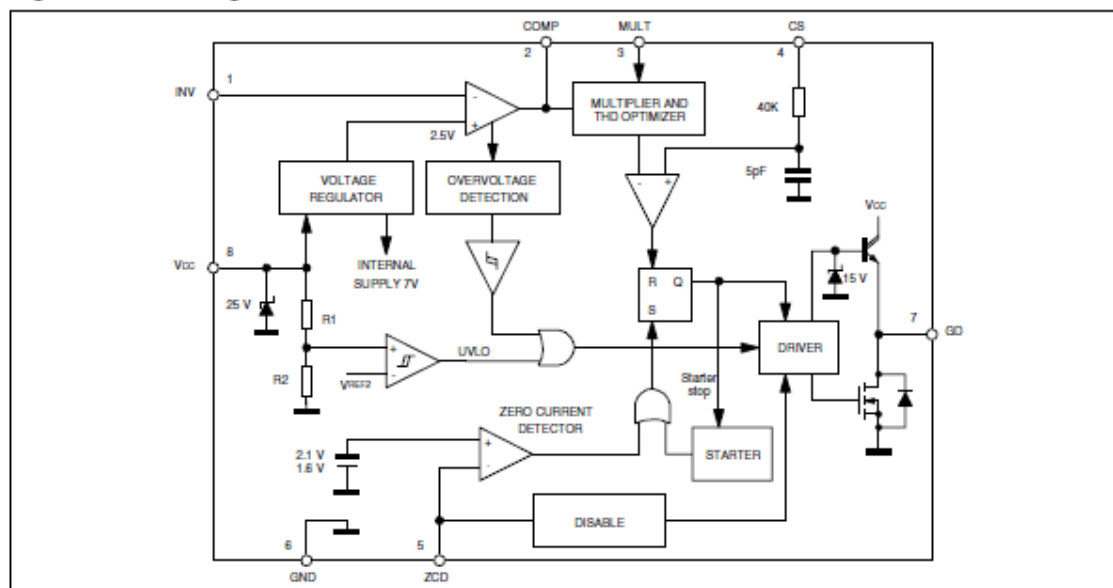 COMP
MULT
CS
2
3
4
INV
1
-
+
2.5V
MULTIPLIER AND
THD OPTIMIZER
40K
5pF
VOLTAGE
REGULATOR
OVERVOLTAGE
DETECTION
- +
Vcc
8
INTERNAL
SUPPLY 7V
25 V
R1
R Q
S
Vcc
15 V
7
GD
DRIVER
+
-
UVLO
R2
VREF2
Starter
stop
ZERO CURRENT
DETECTOR
2.1 V
1.6 V
+
-
STARTER
DISABLE
6
5
GND
ZCD